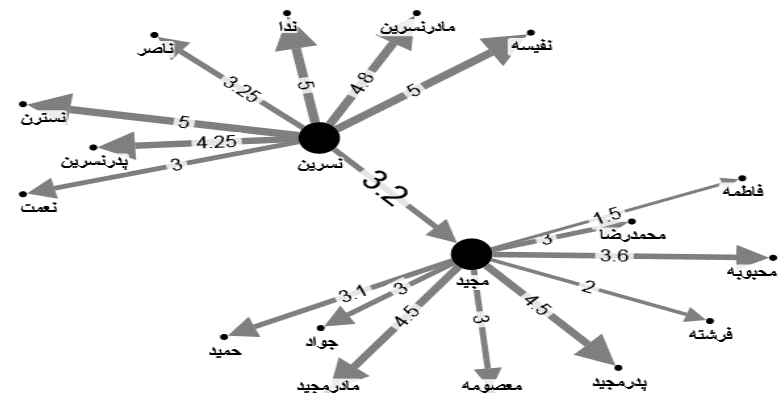 ندا
مادرنسرین
نفیسه
ناصر
5
4.8
5
3.25
نسترن
5
4.25
پدرنسرین
3
نسرین
نعمت
3.2
فاطمه
1.5
محمدرضا
3
3.6
محبوبه
مجید
3.1
3
2
4.5
3
4.5
فرشته
جواد
حمید
مادرمجید
معصومه
پدرمجید